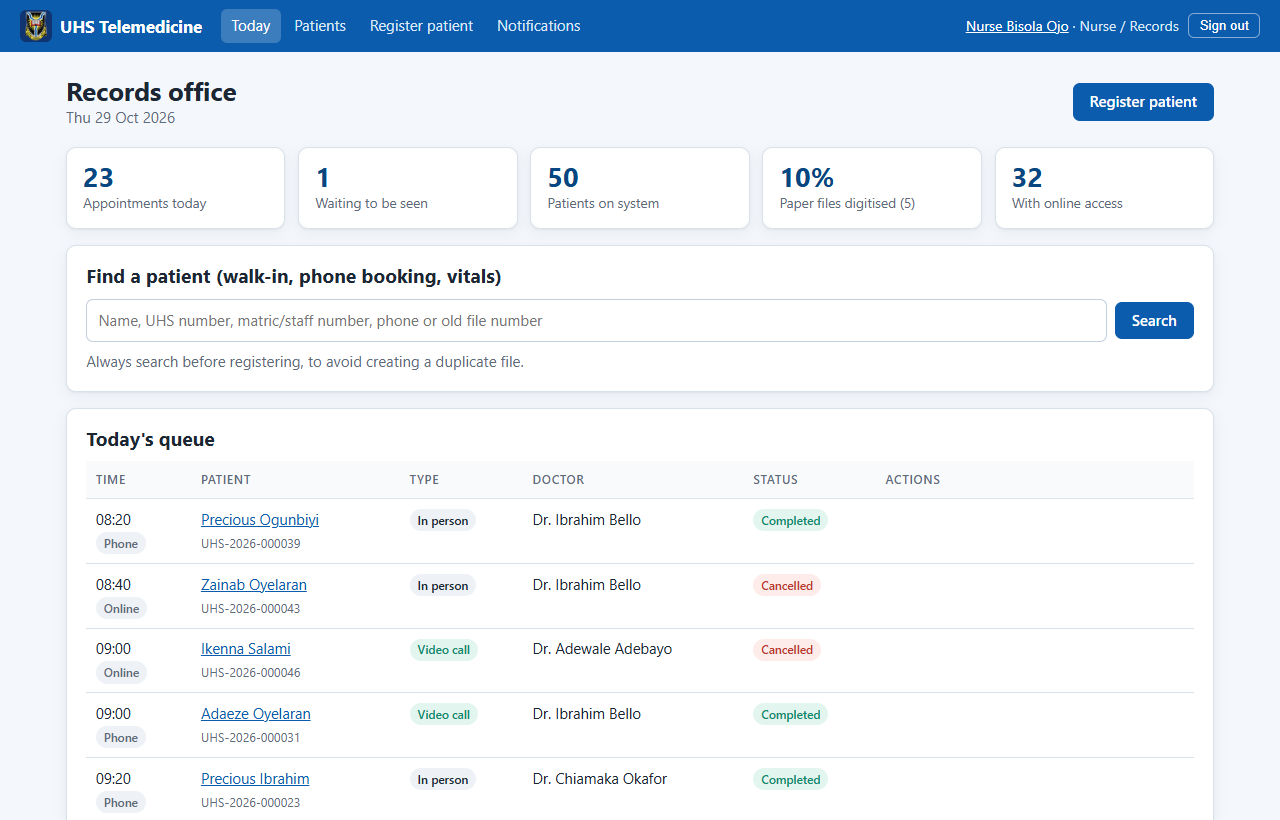 UHS Telemedicine Today Patients Register patient Notifications Nurse Bisola Ojo · Nurse / Records Sign out
Records office
Thu 29 Oct 2026
Register patient
23 1 50 10% 32
Appointments today Waiting to be seen Patients on system Paper files digitised (5) With online access
Find a patient (walk-in, phone booking, vitals)
Name, UHS number, matric/staff number, phone or old file number Search
Always search before registering, to avoid creating a duplicate file.
Today's queue
TIME PATIENT TYPE DOCTOR STATUS ACTIONS
08:20 Precious Ogunbiyi In person Dr. Ibrahim Bello Completed
Phone UHS-2026-000039
08:40 Zainab Oyelaran In person Dr. Ibrahim Bello Cancelled
Online UHS-2026-000043
09:00 Ikenna Salami Video call Dr. Adewale Adebayo Cancelled
Online UHS-2026-000046
09:00 Adaeze Oyelaran Video call Dr. Ibrahim Bello Completed
Phone UHS-2026-000031
09:20 Precious Ibrahim In person Dr. Chiamaka Okafor Completed
Phone UHS-2026-000023